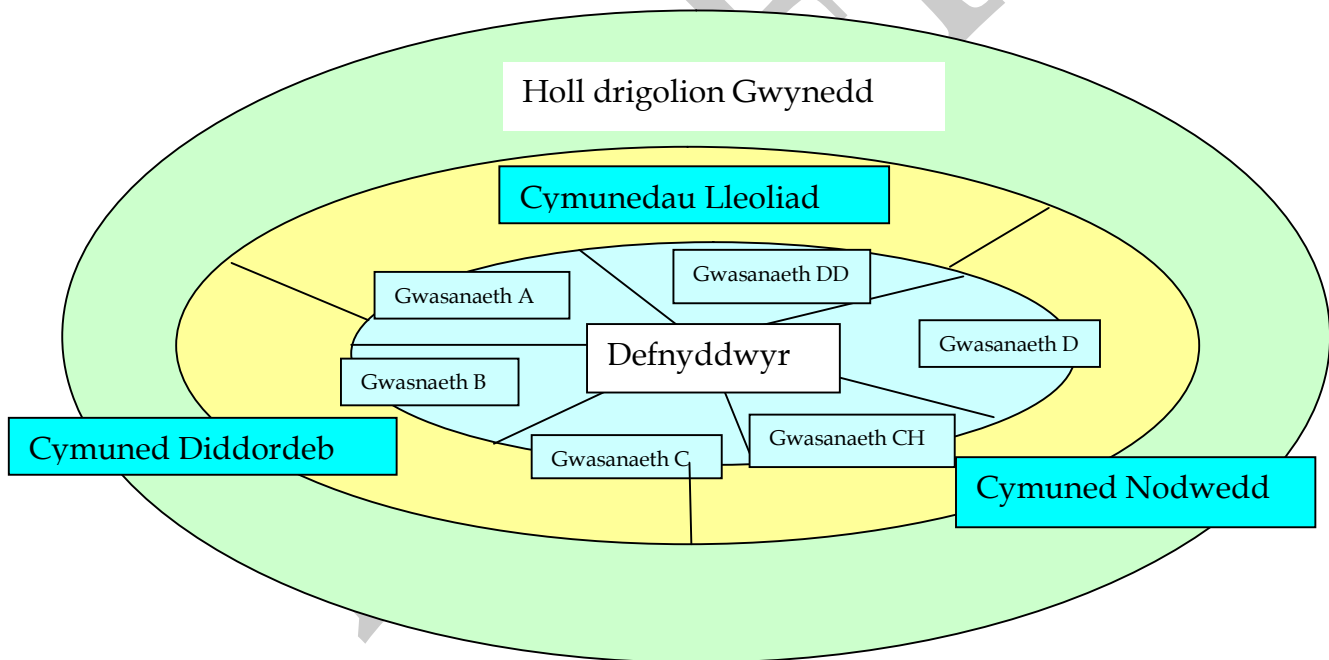 Holl drigolion Gwynedd
Cymunedau Lleoliad
Gwasanaeth DD
Gwasanaeth A
Gwasanaeth D
Defnyddwyr
Gwasnaeth B
Gwasanaeth CH
Cymuned Diddordeb
Gwasanaeth C
Cymuned Nodwedd